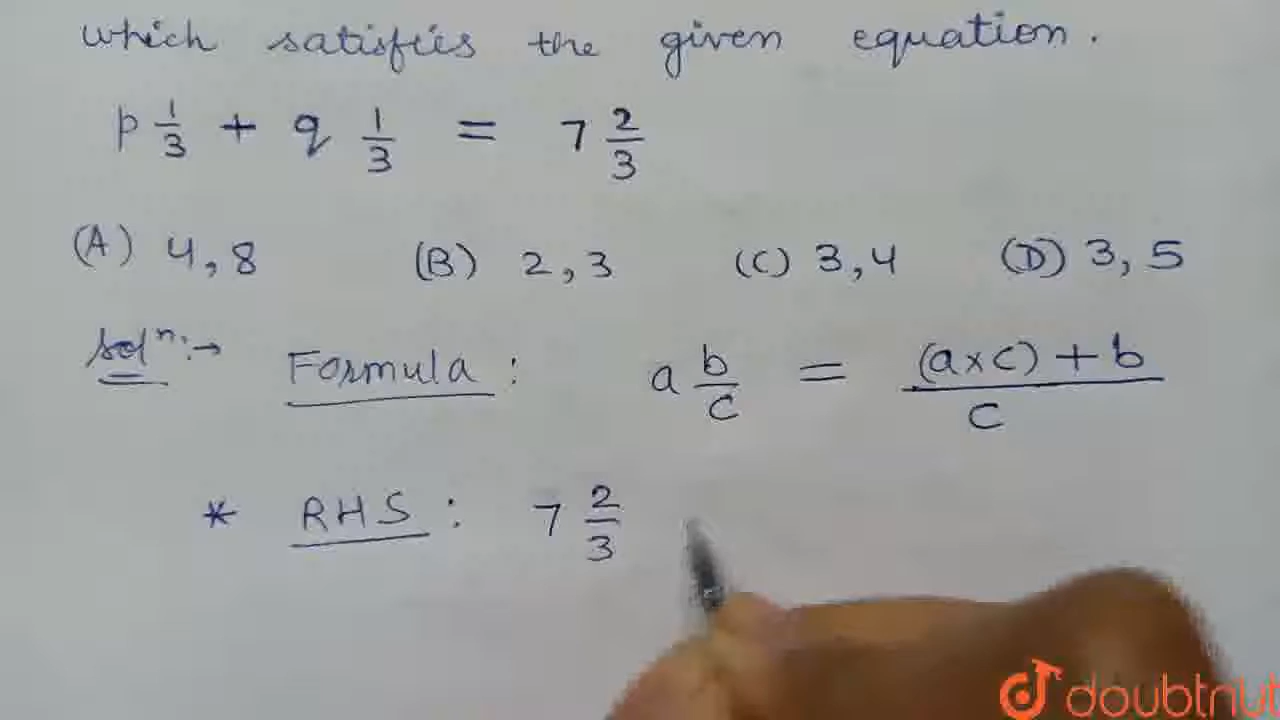 which satisfies the given equation.
p 1/3 + q 1/3 = 7 2/3
(A) 4,8 (B) 2,3 (C) 3,4 (D) 3,5
Solⁿ:→ Formula : a b/c = (a×c)+b/c
* RHS : 7 2/3
doubtnut